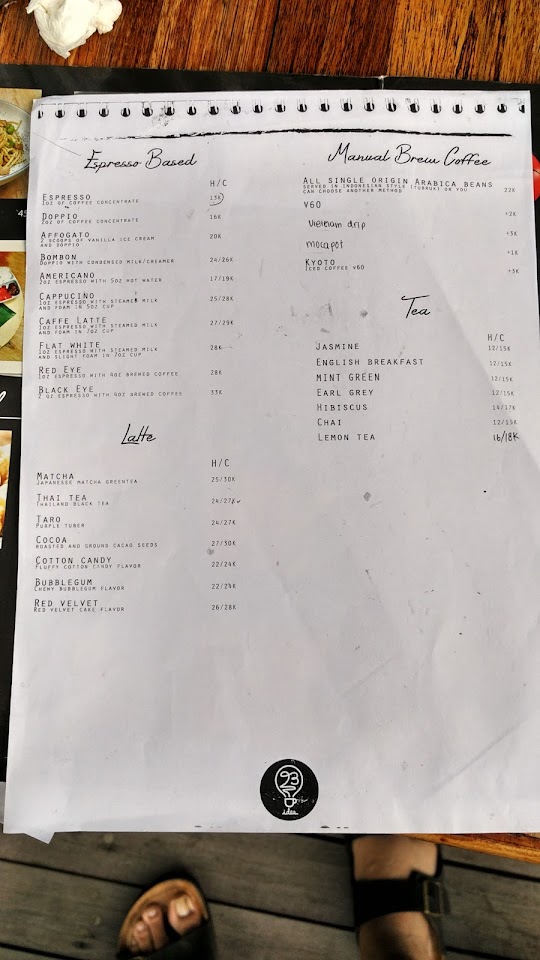 Espresso Based
H/C
ESPRESSO 13K
1OZ OF COFFEE CONCENTRATE
DOPPIO 16K
2OZ OF COFFEE CONCENTRATE
AFFOGATO 20K
2 SCOOPS OF VANILLA ICE CREAM
AND DOPPIO
BOMBON 24/26K
DOPPIO WITH CONDENSED MILK/CREAMER
AMERICANO 17/19K
2OZ ESPRESSO WITH 5OZ HOT WATER
CAPPUCINO 25/28K
1OZ ESPRESSO WITH STEAMED MILK
AND FOAM IN 5OZ CUP
CAFFE LATTE 27/29K
1OZ ESPRESSO WITH STEAMED MILK
AND FOAM IN 7OZ CUP
FLAT WHITE 28K
1OZ ESPRESSO WITH STEAMED MILK
AND SLIGHT FOAM IN 7OZ CUP
RED EYE 28K
1OZ ESPRESSO WITH 4OZ BREWED COFFEE
BLACK EYE 33K
2 OZ ESPRESSO WITH 4OZ BREWED COFFEE
Latte
H/C
MATCHA 25/30K
JAPANESSE MATCHA GREENTEA
THAI TEA 24/27K
THAILAND BLACK TEA
TARO 24/27K
PURPLE TUBER
COCOA 27/30K
ROASTED AND GROUND CACAO SEEDS
COTTON CANDY 22/24K
FLUFFY COTTON CANDY FLAVOR
BUBBLEGUM 22/24K
CHEWY BUBBLEGUM FLAVOR
RED VELVET 26/28K
RED VELVET CAKE FLAVOR
Manual Brew Coffee
ALL SINGLE ORIGIN ARABICA BEANS 22K
SERVED IN INDONESIAN STYLE (TUBRUK) OR YOU
CAN CHOOSE ANOTHER METHOD
V60 +2K
Vietnam drip +3K
mocapot +1K
KYOTO +3K
ICED COFFEE V60
Tea
H/C
JASMINE 12/15K
ENGLISH BREAKFAST 12/15K
MINT GREEN 12/15K
EARL GREY 12/15K
HIBISCUS 14/17K
CHAI 12/15K
LEMON TEA 16/18K
93
idea